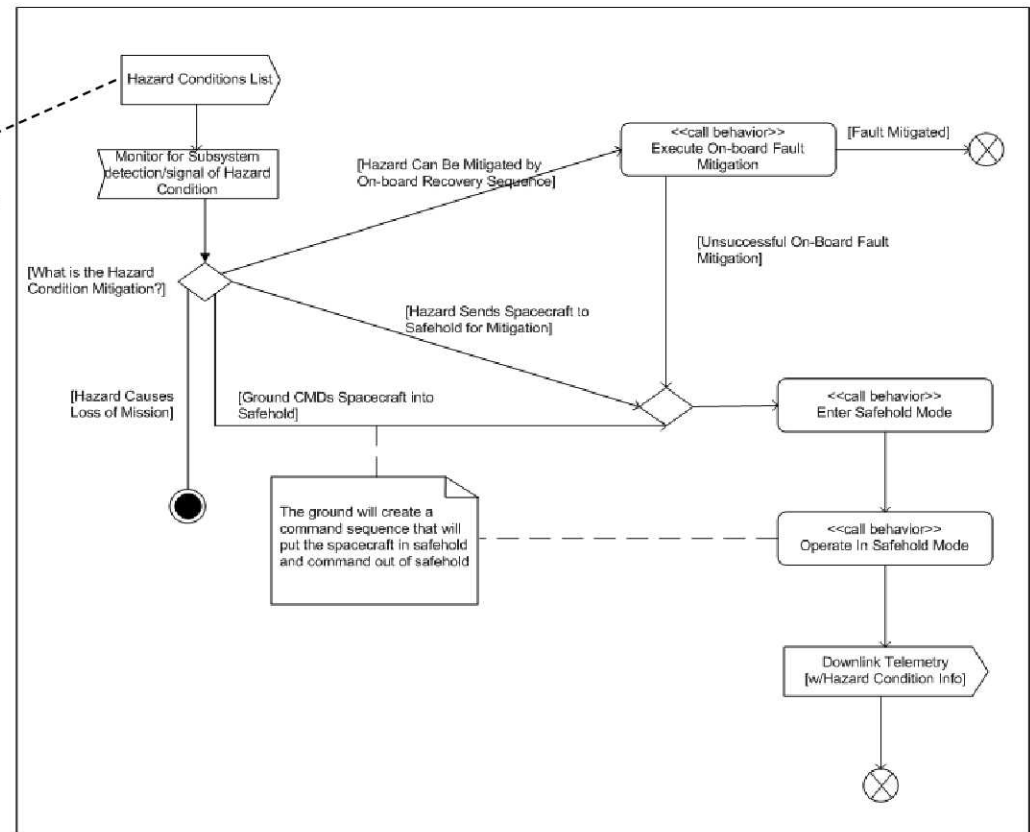 Hazard Conditions List
Monitor for Subsystem
detection/signal of Hazard
Condition
[What is the Hazard
Condition Mitigation?]
[Hazard Can Be Mitigated by
On-board Recovery Sequence]
<<call behavior>>
Execute On-board Fault
Mitigation
[Fault Mitigated]
[Unsuccessful On-Board Fault
Mitigation]
[Hazard Sends Spacecraft to
Safehold for Mitigation]
[Hazard Causes
Loss of Mission]
[Ground CMDs Spacecraft into
Safehold]
<<call behavior>>
Enter Safehold Mode
The ground will create a
command sequence that will
put the spacecraft in safehold
and command out of safehold
<<call behavior>>
Operate In Safehold Mode
Downlink Telemetry
[w/Hazard Condition Info]